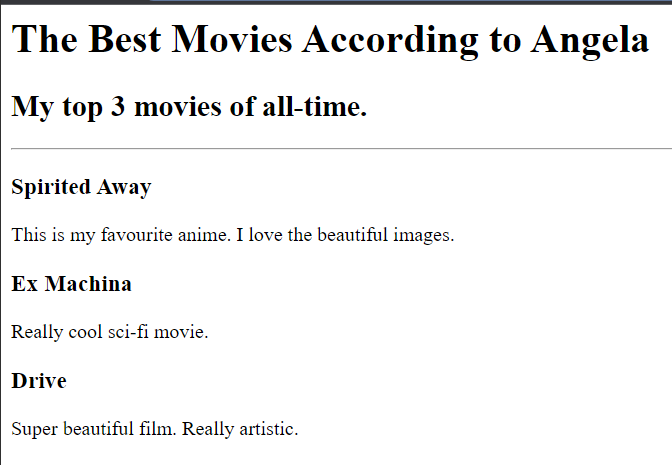 The Best Movies According to Angela
My top 3 movies of all-time.
Spirited Away
This is my favourite anime. I love the beautiful images.
Ex Machina
Really cool sci-fi movie.
Drive
Super beautiful film. Really artistic.